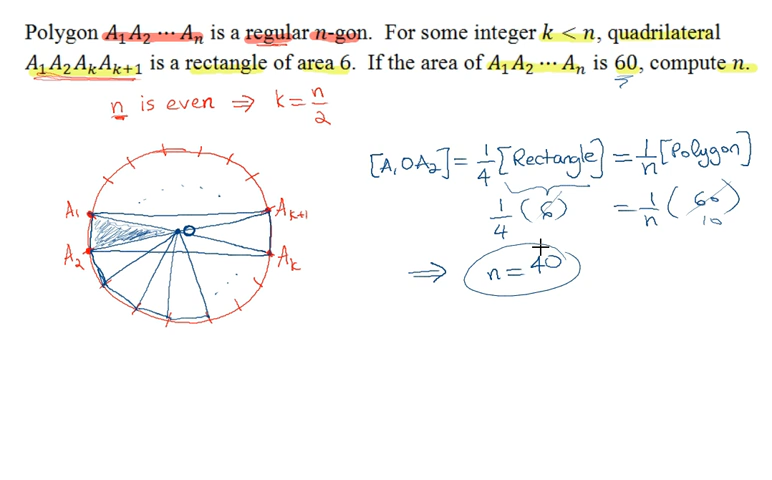 Polygon A₁A₂ ⋯ Aₙ is a regular n-gon. For some integer k < n, quadrilateral
A₁A₂AₖAₖ₊₁ is a rectangle of area 6. If the area of A₁A₂ ⋯ Aₙ is 60, compute n.
n is even ⇒ k = n/2
[A₁OA₂] = 1/4 [Rectangle] = 1/n [Polygon]
1/4 (6) = 1/n (60)
10
⇒ n = 40
A₁
Aₖ₊₁
O
A₂
Aₖ